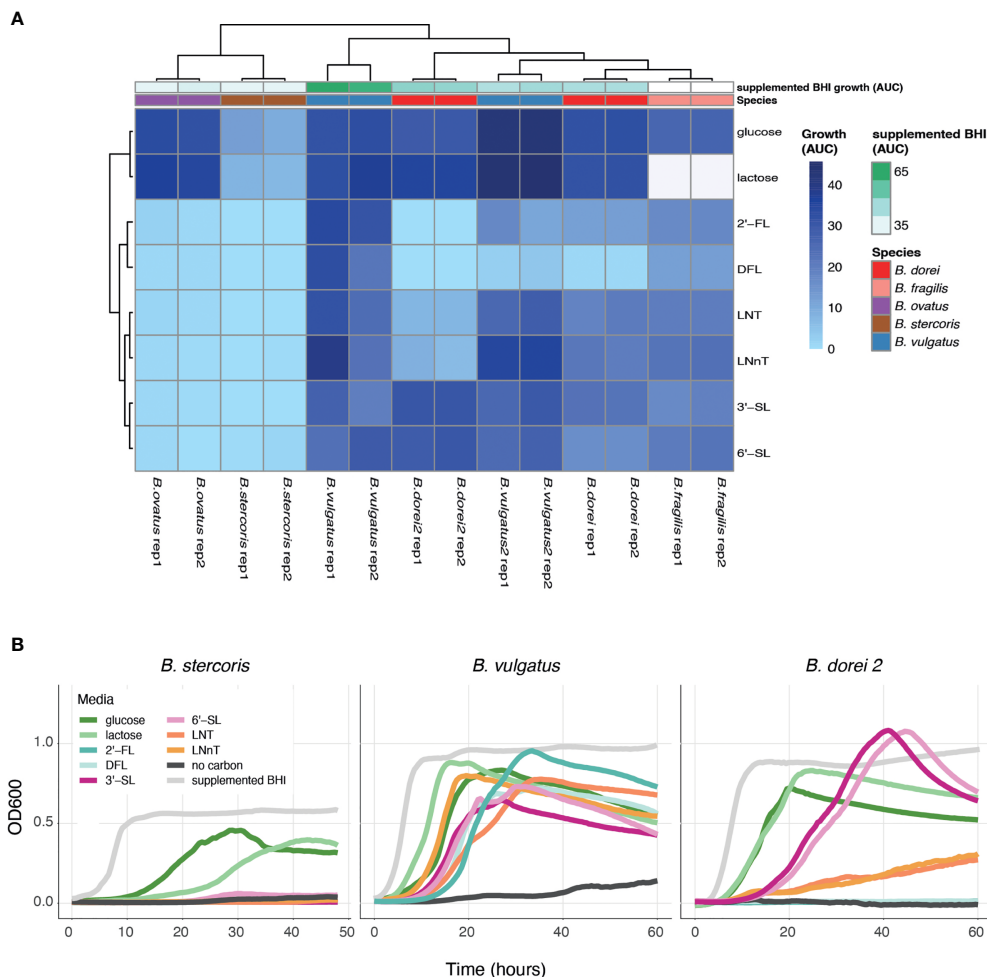 A
supplemented BHI growth (AUC)
Species
glucose
lactose
2'–FL
DFL
LNT
LNnT
3'–SL
6'–SL
Growth
(AUC)
40
30
20
10
0
supplemented BHI
(AUC)
65
35
Species
B. dorei
B. fragilis
B. ovatus
B. stercoris
B. vulgatus
B.ovatus rep1
B.ovatus rep2
B.stercoris rep1
B.stercoris rep2
B.vulgatus rep1
B.vulgatus rep2
B.dorei2 rep1
B.dorei2 rep2
B.vulgatus2 rep1
B.vulgatus2 rep2
B.dorei rep1
B.dorei rep2
B.fragilis rep1
B.fragilis rep2
B
B. stercoris
B. vulgatus
B. dorei 2
Media
glucose
lactose
2'–FL
DFL
3'–SL
6'–SL
LNT
LNnT
no carbon
supplemented BHI
OD600
1.0
0.5
0.0
0 10 20 30 40 50
0 20 40 60
0 20 40 60
Time (hours)